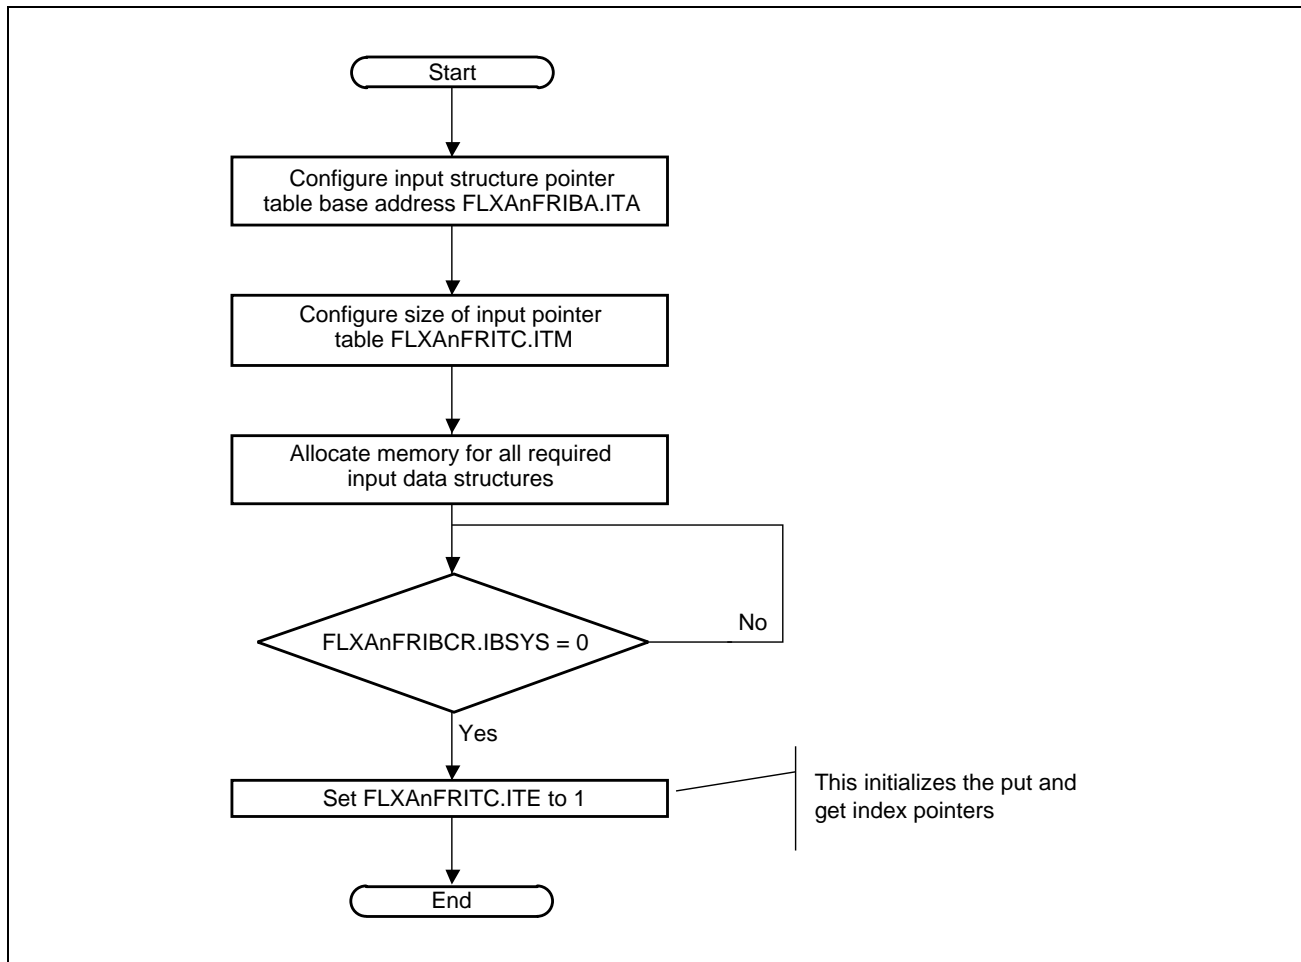 Start
Configure input structure pointer
table base address FLXAnFRIBA.ITA
Configure size of input pointer
table FLXAnFRITC.ITM
Allocate memory for all required
input data structures
FLXAnFRIBCR.IBSYS = 0
No
Yes
Set FLXAnFRITC.ITE to 1
This initializes the put and
get index pointers
End